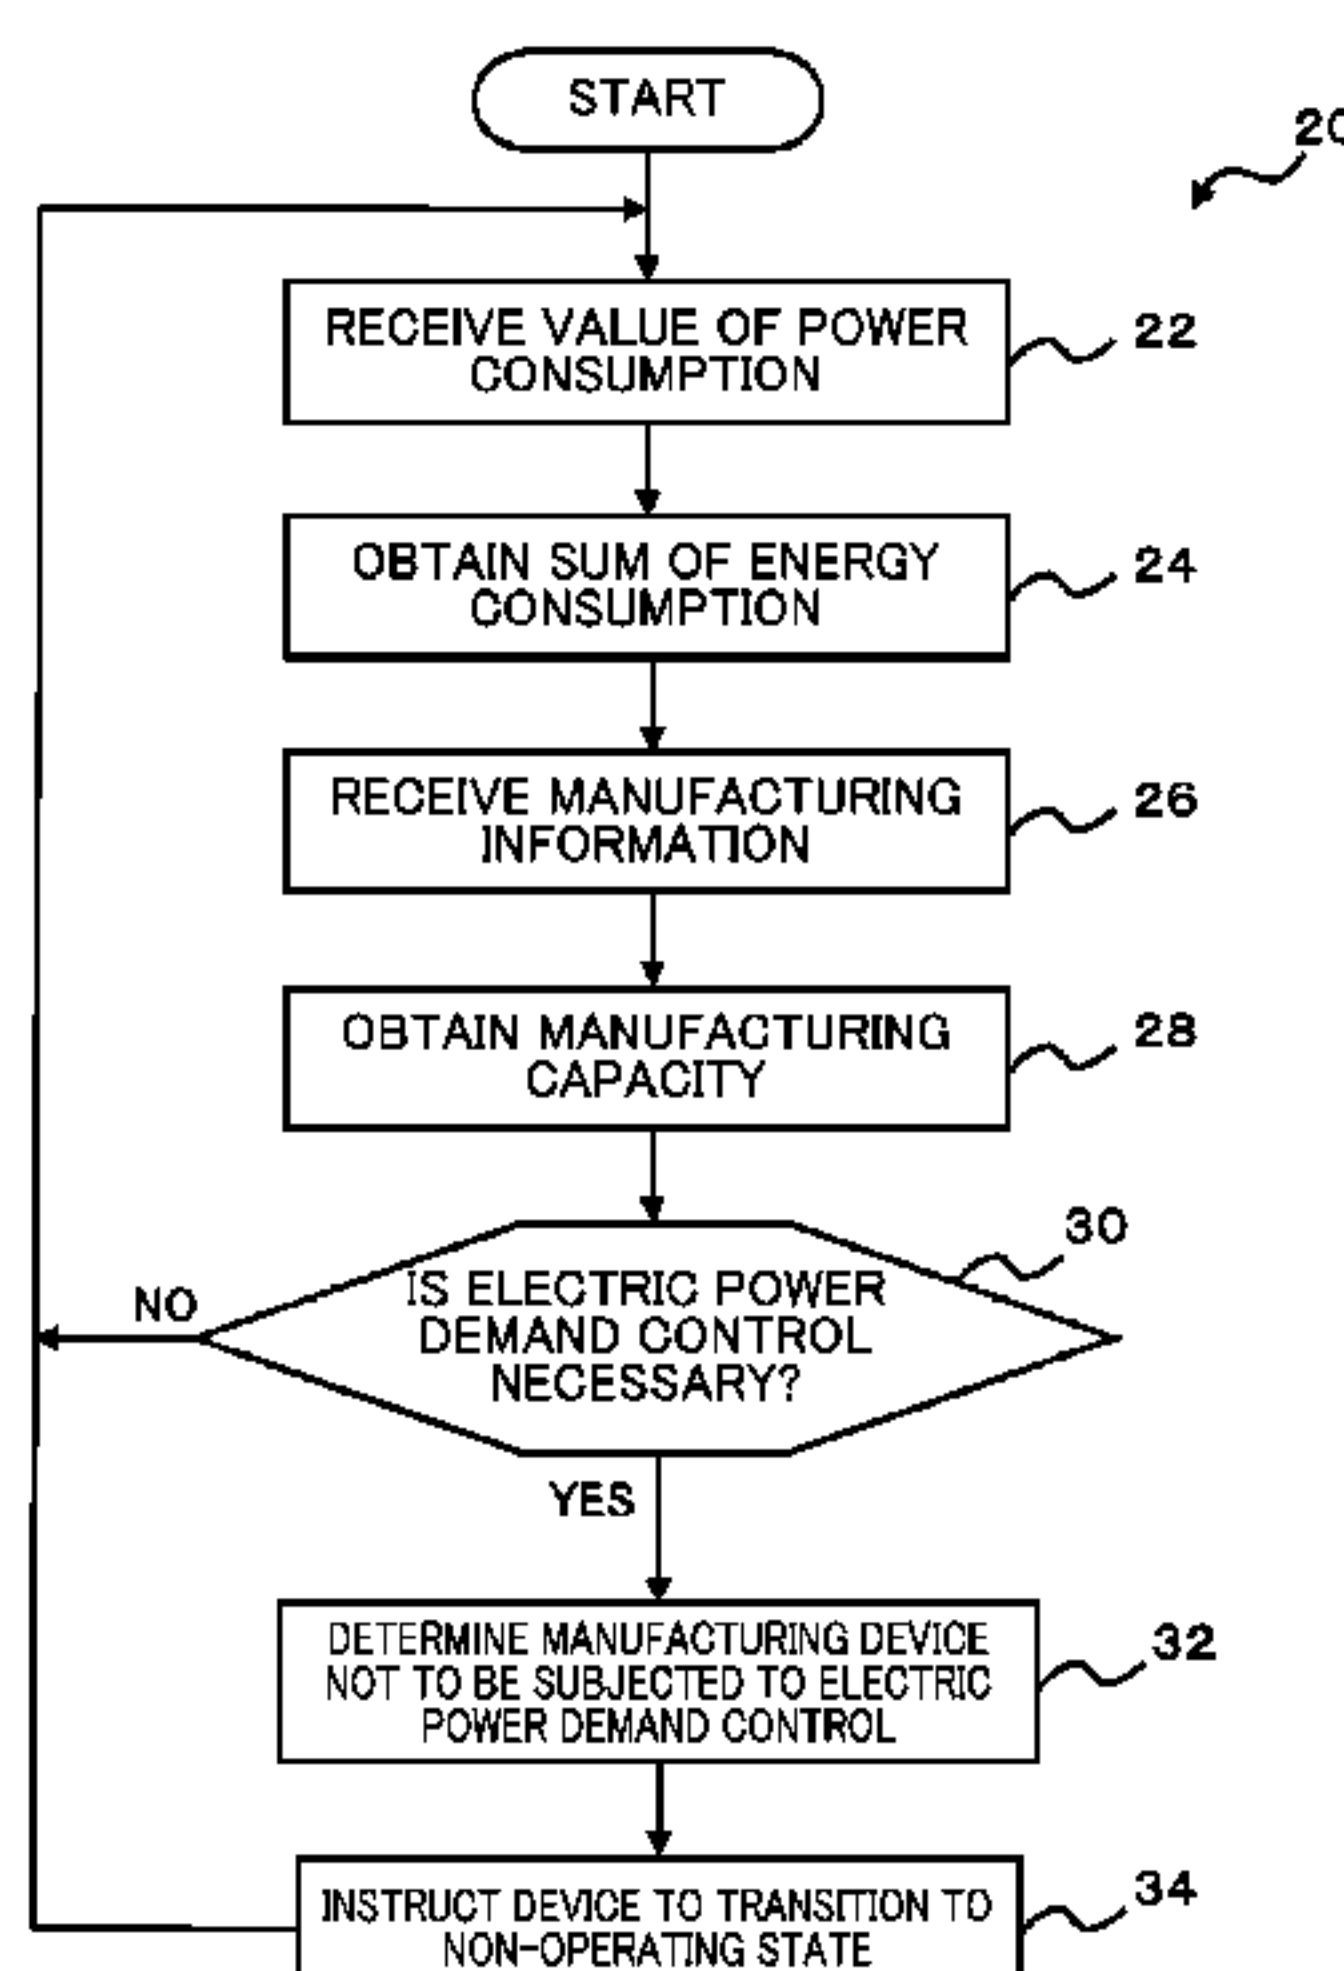 START
20
RECEIVE VALUE OF POWER
CONSUMPTION
22
OBTAIN SUM OF ENERGY
CONSUMPTION
24
RECEIVE MANUFACTURING
INFORMATION
26
OBTAIN MANUFACTURING
CAPACITY
28
30
IS ELECTRIC POWER
DEMAND CONTROL
NECESSARY?
NO
YES
DETERMINE MANUFACTURING DEVICE
NOT TO BE SUBJECTED TO ELECTRIC
POWER DEMAND CONTROL
32
INSTRUCT DEVICE TO TRANSITION TO
NON-OPERATING STATE
34